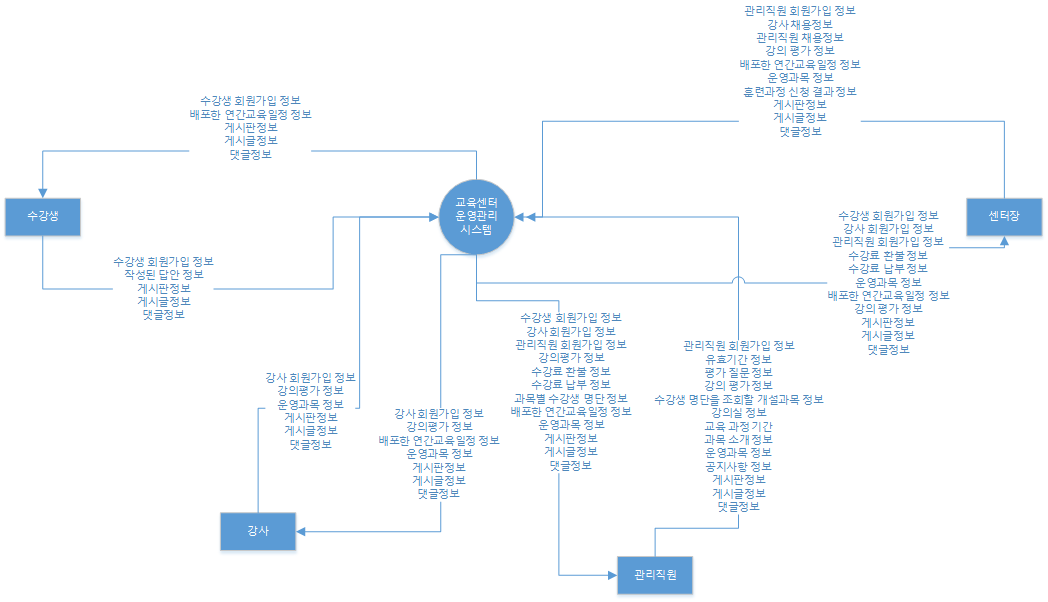 관리직원 회원가입 정보
강사 채용정보
관리직원 채용정보
강의 평가 정보
배포한 연간교육일정 정보
운영과목 정보
훈련과정 신청 결과 정보
게시판정보
게시글정보
댓글정보
수강생 회원가입 정보
배포한 연간교육일정 정보
게시판정보
게시글정보
댓글정보
수강생
교육센터
운영관리
시스템
센터장
수강생 회원가입 정보
작성된 답안 정보
게시판정보
게시글정보
댓글정보
수강생 회원가입 정보
강사 회원가입 정보
관리직원 회원가입 정보
수강료 환불 정보
수강료 납부 정보
운영과목 정보
배포한 연간교육일정 정보
강의 평가 정보
게시판정보
게시글정보
댓글정보
강사 회원가입 정보
강의평가 정보
운영과목 정보
게시판정보
게시글정보
댓글정보
강사 회원가입 정보
강의평가 정보
배포한 연간교육일정 정보
운영과목 정보
게시판정보
게시글정보
댓글정보
수강생 회원가입 정보
강사 회원가입 정보
관리직원 회원가입 정보
강의평가 정보
수강료 환불 정보
수강료 납부 정보
과목별 수강생 명단 정보
배포한 연간교육일정 정보
운영과목 정보
게시판정보
게시글정보
댓글정보
관리직원 회원가입 정보
유효기간 정보
평가 질문 정보
강의 평가 정보
수강생 명단을 조회할 개설과목 정보
강의실 정보
교육 과정 기간
과목 소개 정보
운영과목 정보
공지사항 정보
게시판정보
게시글정보
댓글정보
강사
관리직원